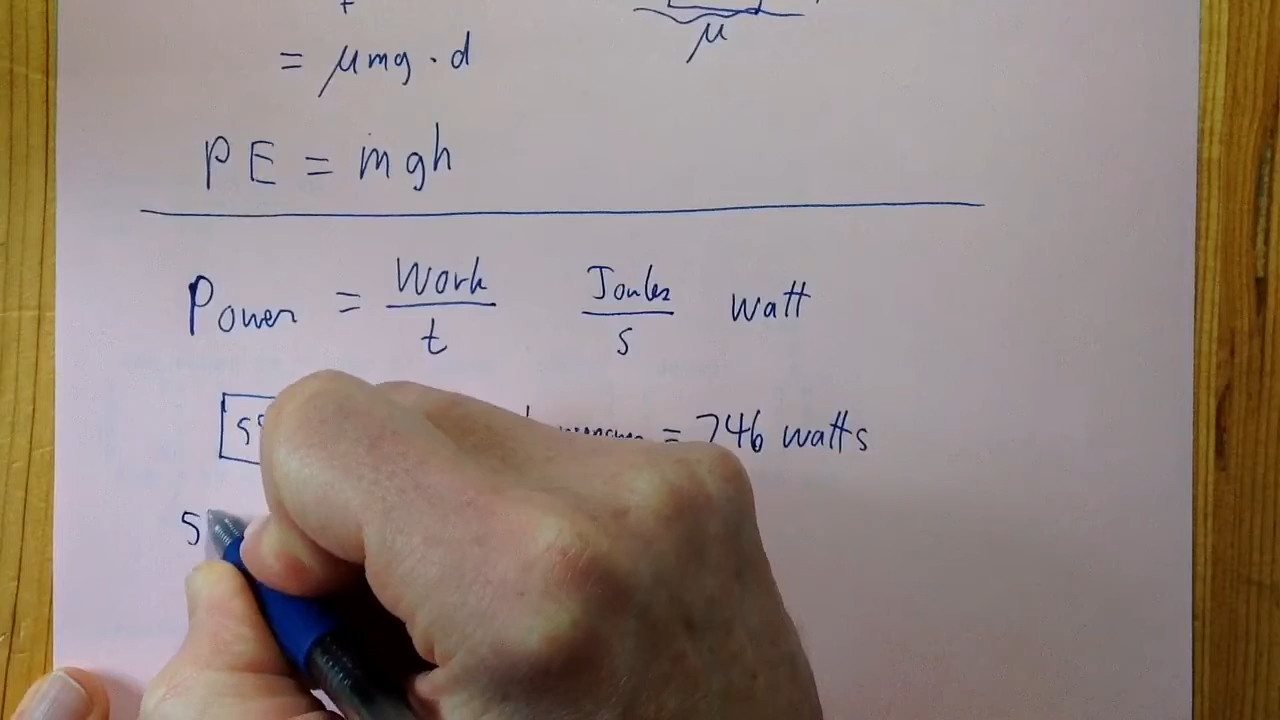 μ
= μmg · d
PE = mgh
Power = Work / t Joules / s watt
= 746 watts
5